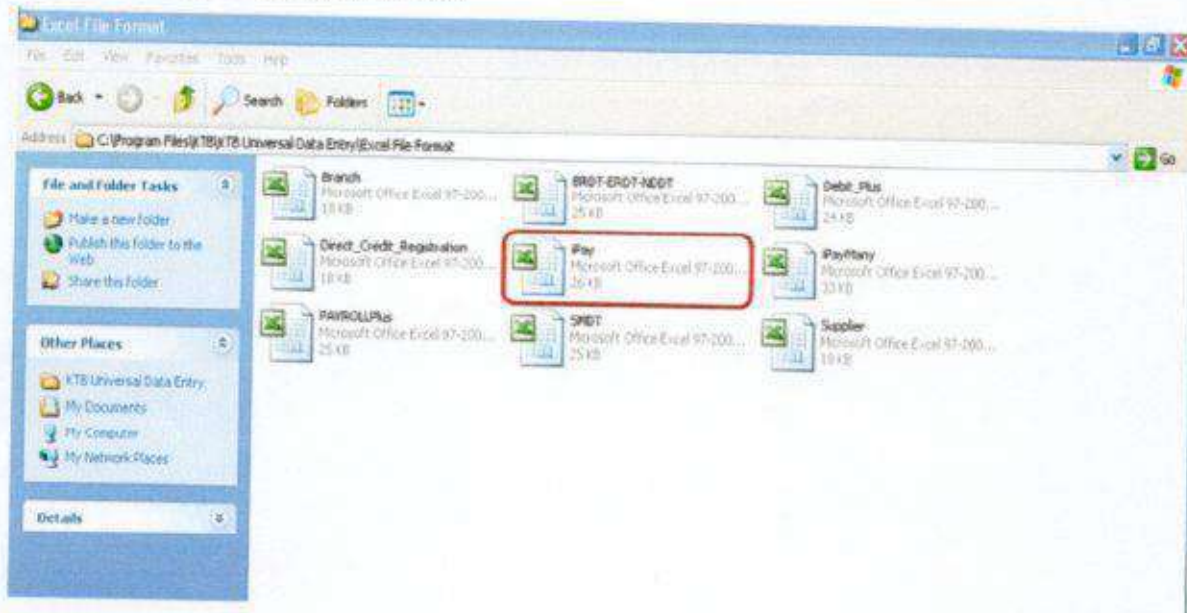 Excel File Format
File Edit View Favorites Tools Help
Back Search Folders
Address C:\Program Files\KTB\KTB Universal Data Entry\Excel File Format Go
File and Folder Tasks
Make a new folder
Publish this folder to the
Web
Share this folder
Other Places
KTB Universal Data Entry
My Documents
My Computer
My Network Places
Details
Branch
Microsoft Office Excel 97-200...
18 KB
BRDT-ERDT-NDDT
Microsoft Office Excel 97-200...
25 KB
Debit_Plus
Microsoft Office Excel 97-200...
24 KB
Direct_Credit_Registration
Microsoft Office Excel 97-200...
18 KB
iPay
Microsoft Office Excel 97-200...
26 KB
iPayMany
Microsoft Office Excel 97-200...
33 KB
PAYROLLPlus
Microsoft Office Excel 97-200...
25 KB
SMDT
Microsoft Office Excel 97-200...
25 KB
Supplier
Microsoft Office Excel 97-200...